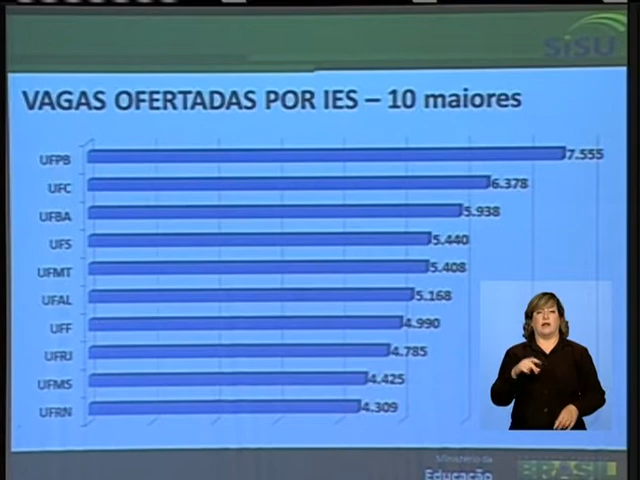 SiSU
VAGAS OFERTADAS POR IES – 10 maiores
UFPB 7.555
UFC 6.378
UFBA 5.938
UFS 5.440
UFMT 5.408
UFAL 5.168
UFF 4.990
UFRJ 4.785
UFMS 4.425
UFRN 4.309
Ministério da
Educação
BRASIL